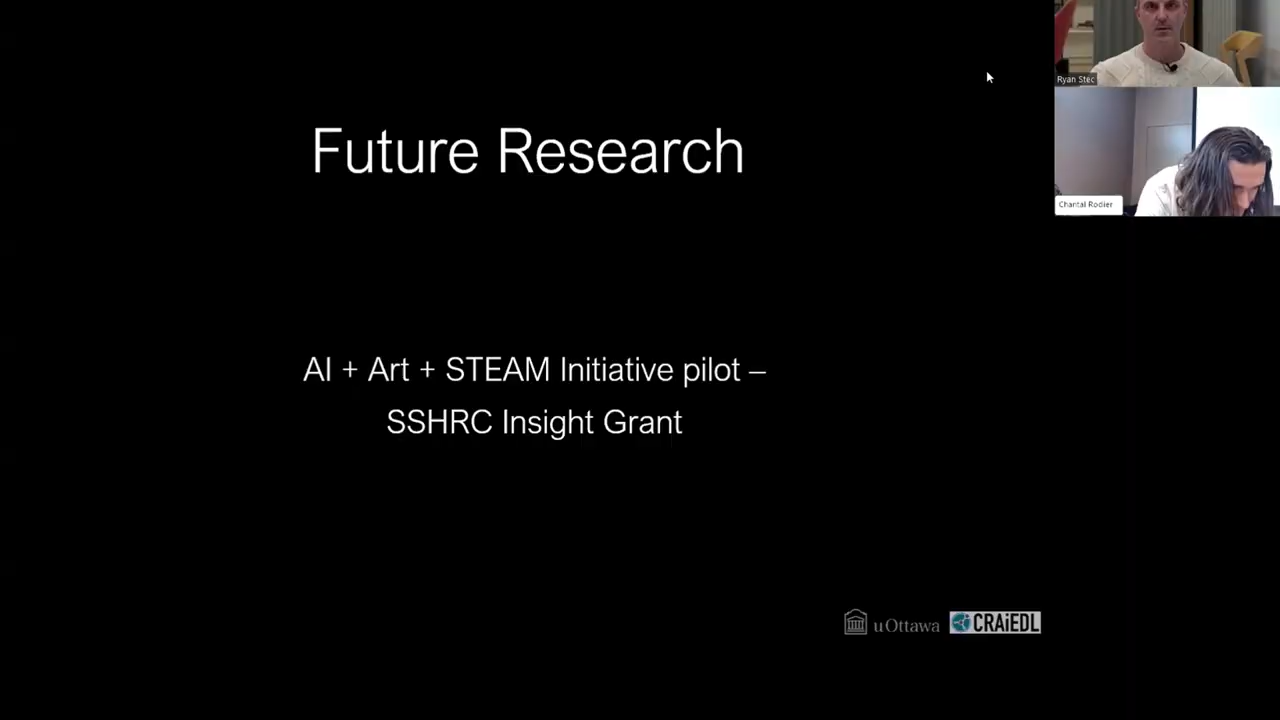 Future Research
AI + Art + STEAM Initiative pilot –
SSHRC Insight Grant
uOttawa
CRAiEDL
Ryan Stec
Chantal Rodier